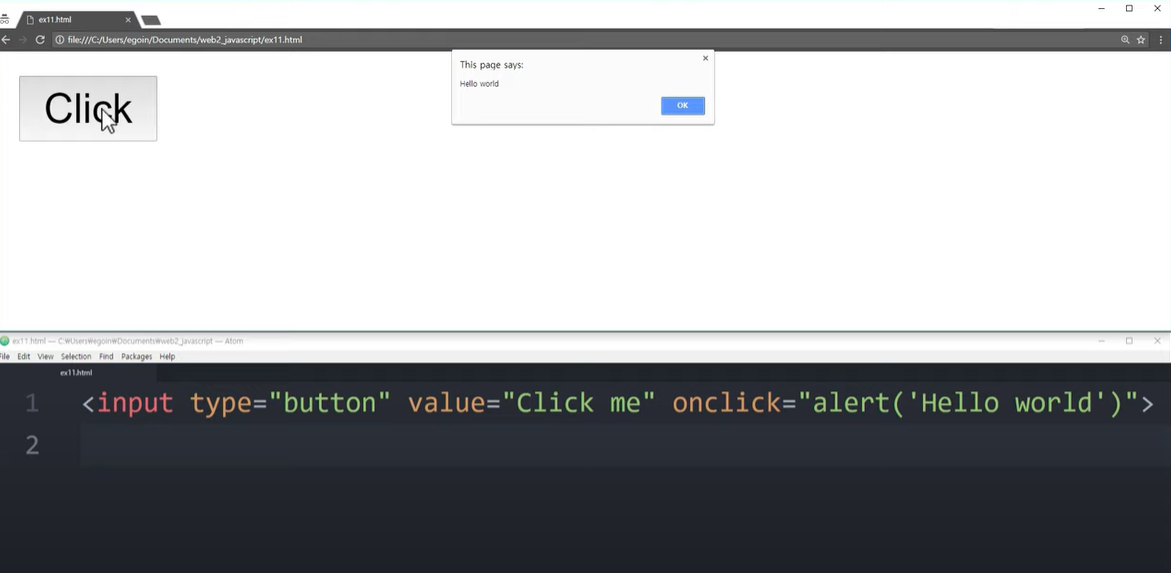 ex11.html
file:///C:/Users/egoin/Documents/web2_javascript/ex11.html
This page says:
Hello world
OK
Click
ex11.html — C:₩Users₩egoin₩Documents₩web2_javascript — Atom
File Edit View Selection Find Packages Help
ex11.html
1 <input type="button" value="Click me" onclick="alert('Hello world')">
2